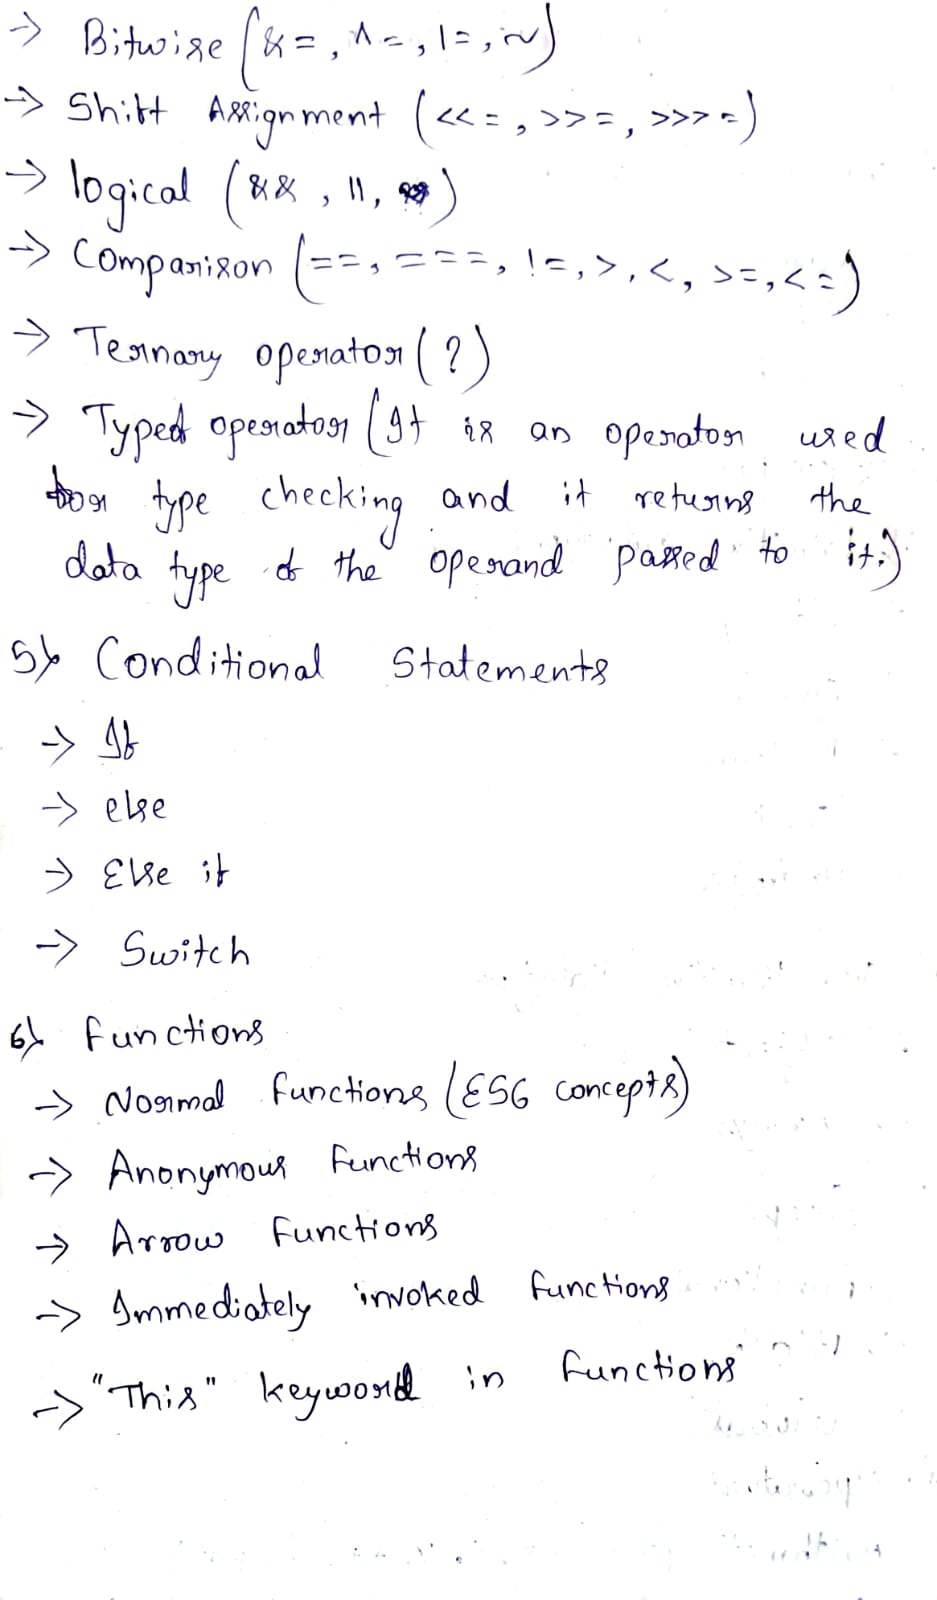 → Bitwise (&=, ^=, |=, ~)
→ Shift Assignment (<<=, >>=, >>>=)
→ logical (&&, ||, )
→ Comparison (==, ===, !=, >, <, >=, <=)
→ Ternary operator (?)
→ Typeof operator (It is an operator used
for type checking and it returns the
data type of the operand passed to it.)
5) Conditional Statements
→ If
→ else
→ Else if
→ Switch
6) functions
→ Normal functions (ES6 concepts)
→ Anonymous functions
→ Arrow functions
→ Immediately invoked functions
→ "This" keyword in functions